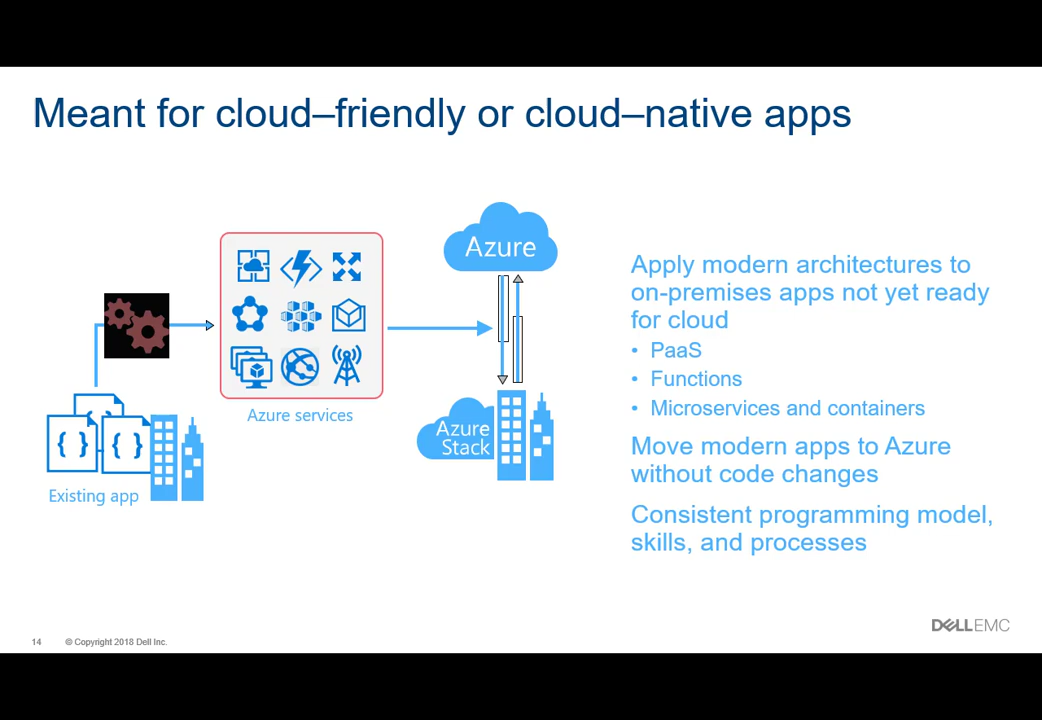 Meant for cloud–friendly or cloud–native apps
Azure
Azure services
Azure
Stack
{ }
{ }
Existing app
Apply modern architectures to
on-premises apps not yet ready
for cloud
• PaaS
• Functions
• Microservices and containers
Move modern apps to Azure
without code changes
Consistent programming model,
skills, and processes
14 © Copyright 2018 Dell Inc.
DELLEMC